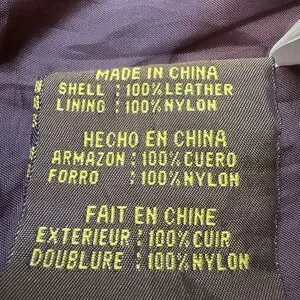 MADE IN CHINA
SHELL : 100% LEATHER
LINING : 100% NYLON
HECHO EN CHINA
ARMAZON : 100% CUERO
FORRO : 100% NYLON
FAIT EN CHINE
EXTERIEUR : 100% CUIR
DOUBLURE : 100% NYLON